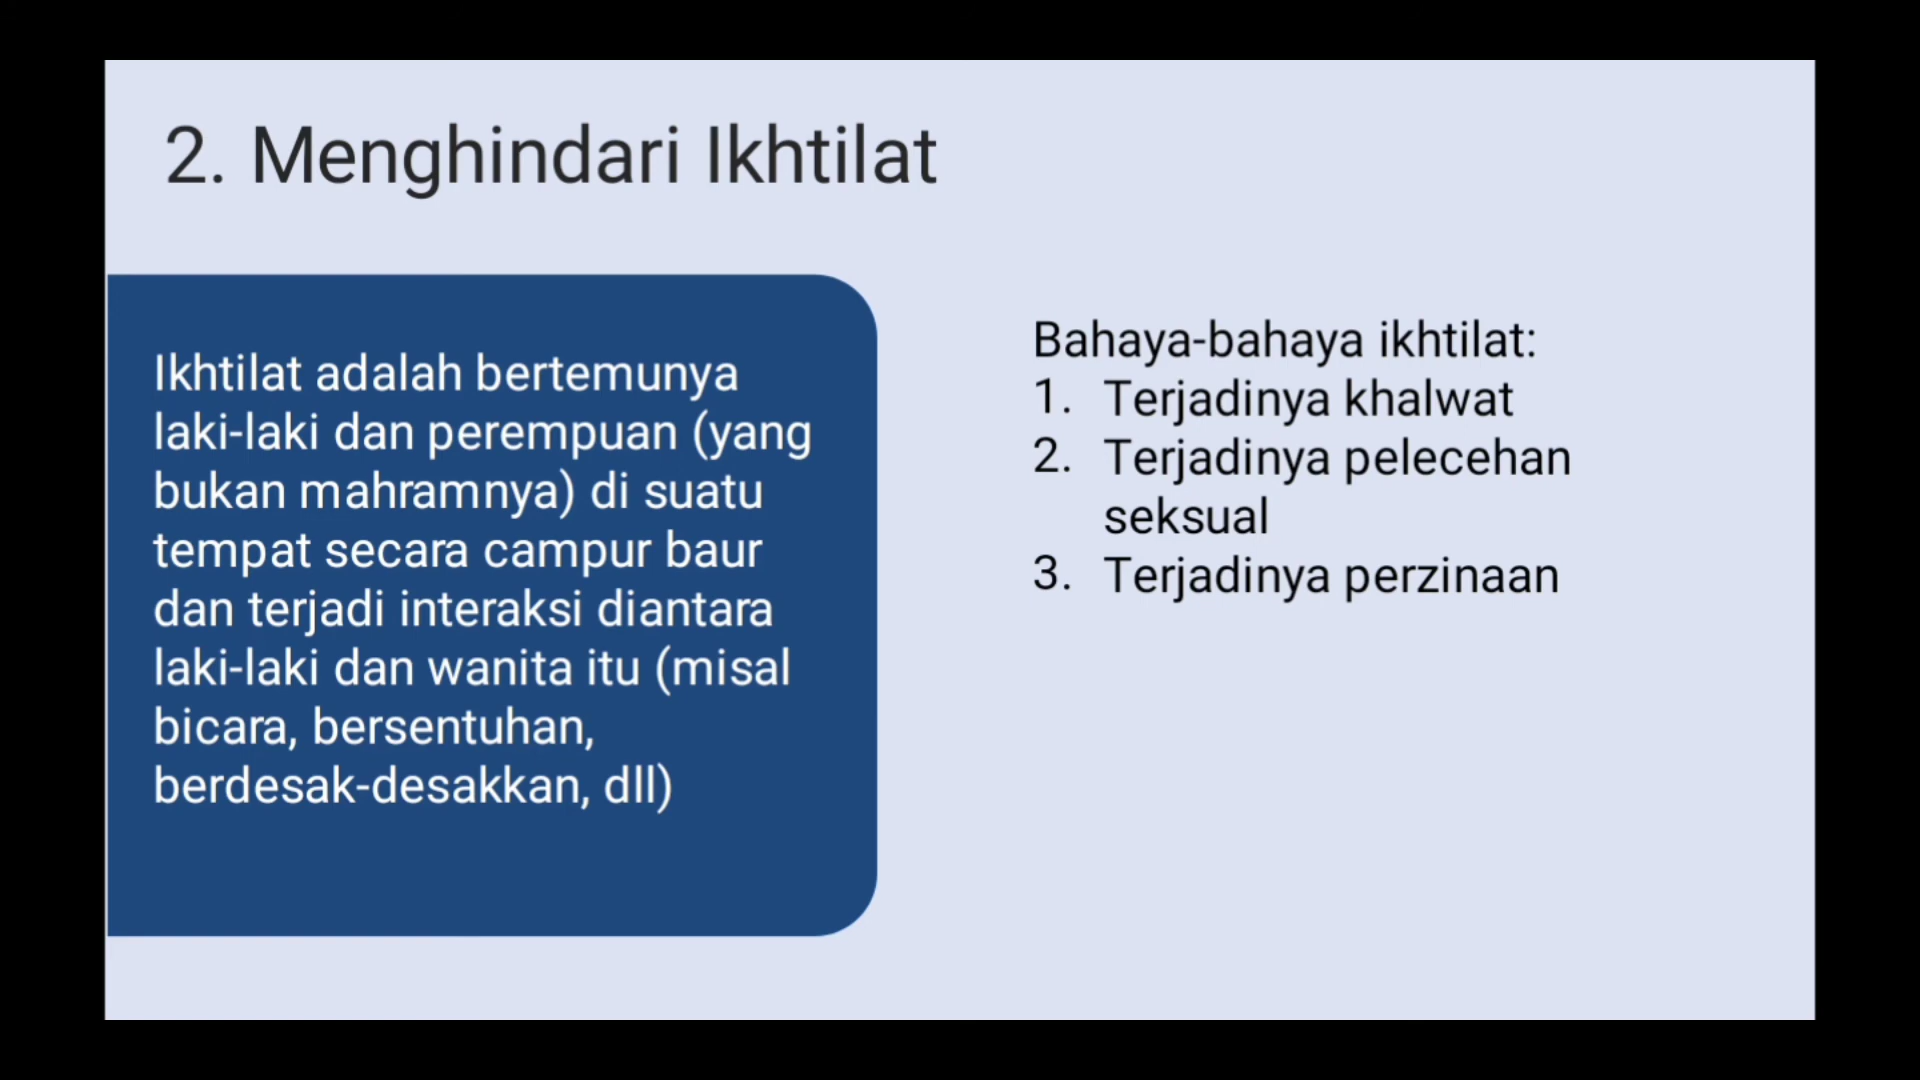 2. Menghindari Ikhtilat
Ikhtilat adalah bertemunya
laki-laki dan perempuan (yang
bukan mahramnya) di suatu
tempat secara campur baur
dan terjadi interaksi diantara
laki-laki dan wanita itu (misal
bicara, bersentuhan,
berdesak-desakkan, dll)
Bahaya-bahaya ikhtilat:
1. Terjadinya khalwat
2. Terjadinya pelecehan
seksual
3. Terjadinya perzinaan